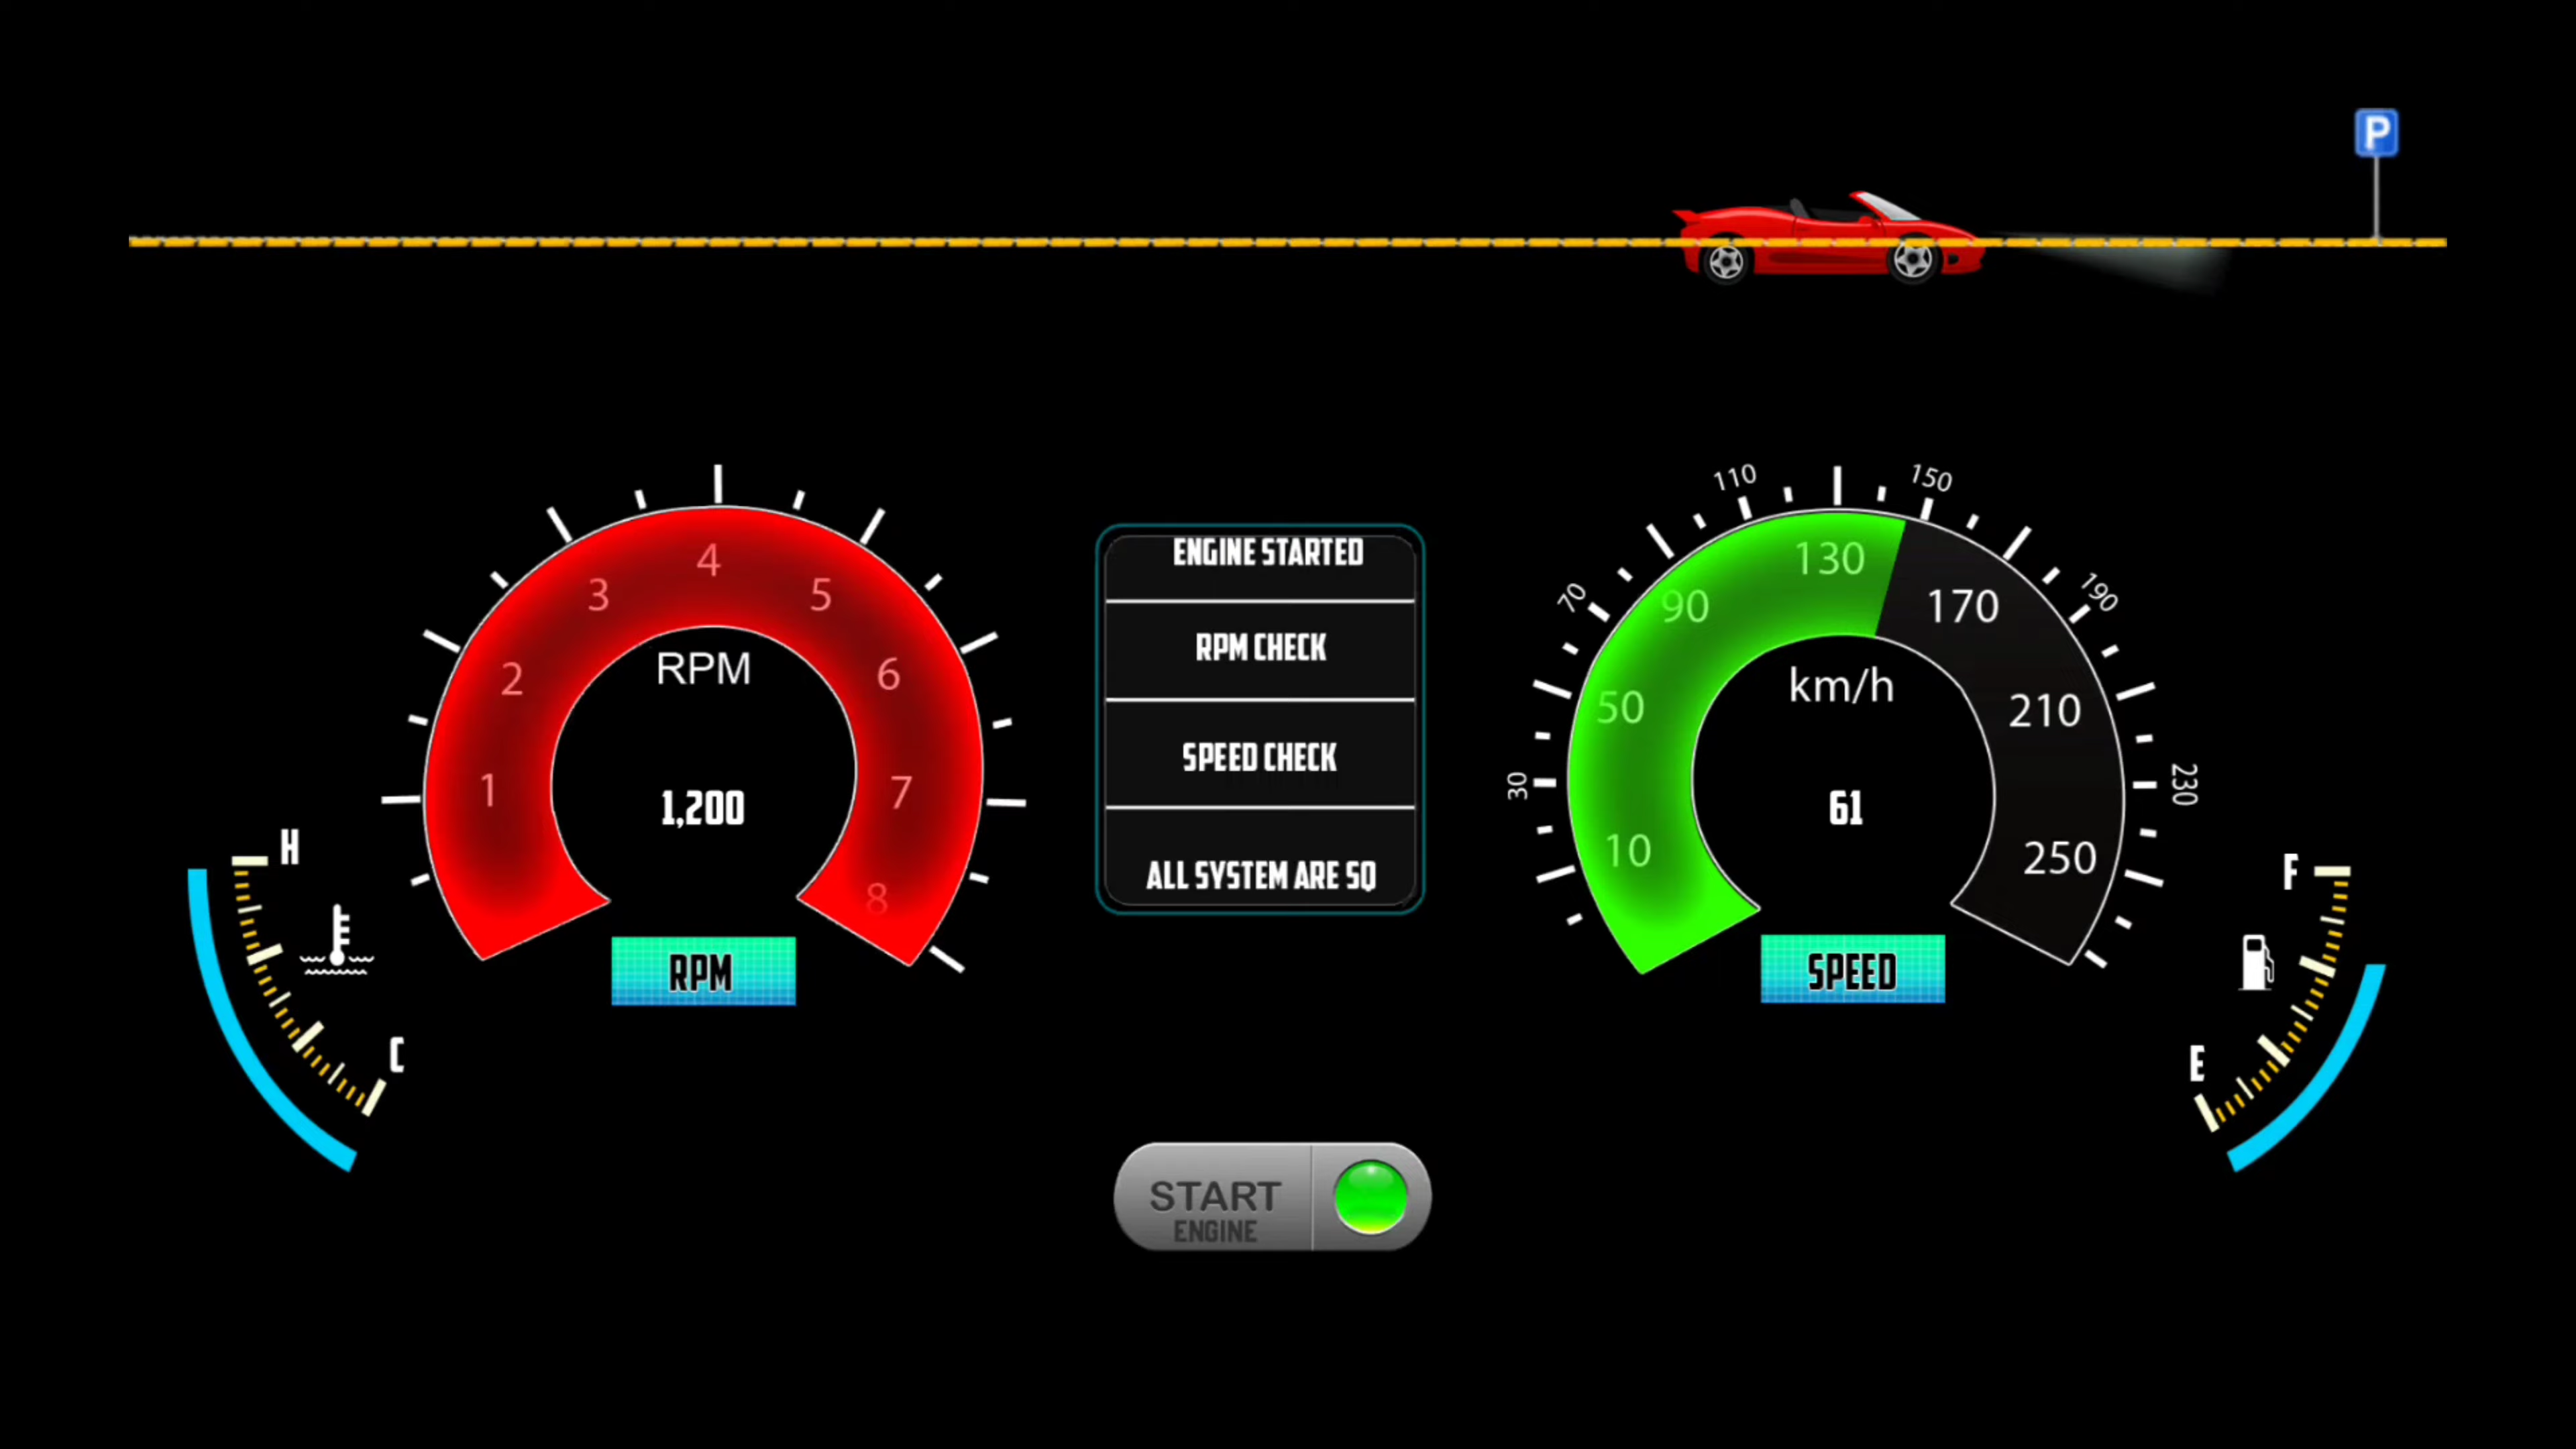 P
110
150
130
4
3
5
70
90
170
190
RPM
2
6
km/h
50
210
1
7
30
230
1,200
61
10
250
8
ENGINE STARTED
RPM CHECK
SPEED CHECK
ALL SYSTEM ARE SQ
H
C
F
E
RPM
SPEED
START
ENGINE